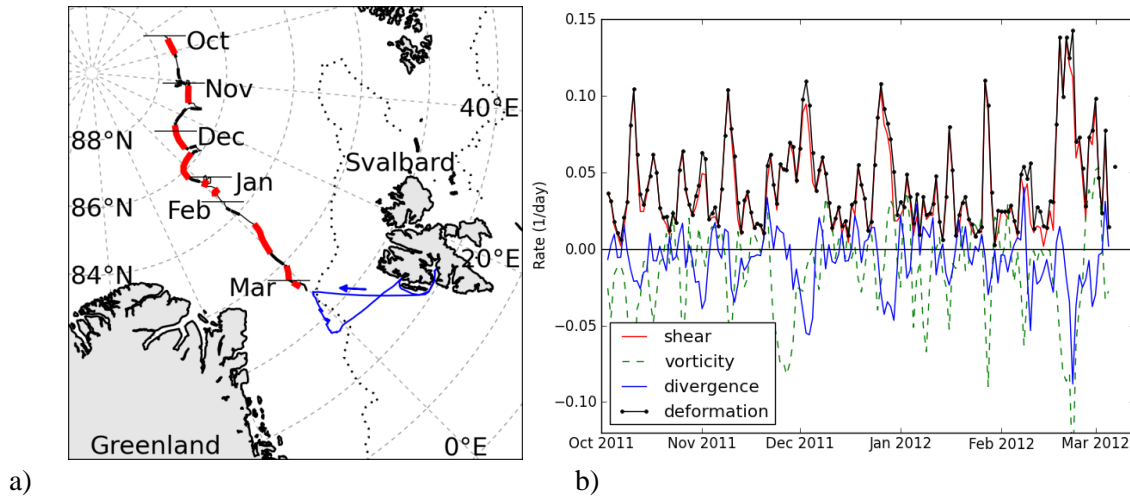 Oct
Nov
40°E
88°N
Dec
Svalbard
Jan
86°N
Feb
20°E
84°N
Mar
Greenland
0°E
a)
0.15
0.10
0.05
0.00
−0.05
−0.10
Rate (1/day)
shear
vorticity
divergence
deformation
Oct 2011
Nov 2011
Dec 2011
Jan 2012
Feb 2012
Mar 2012
b)